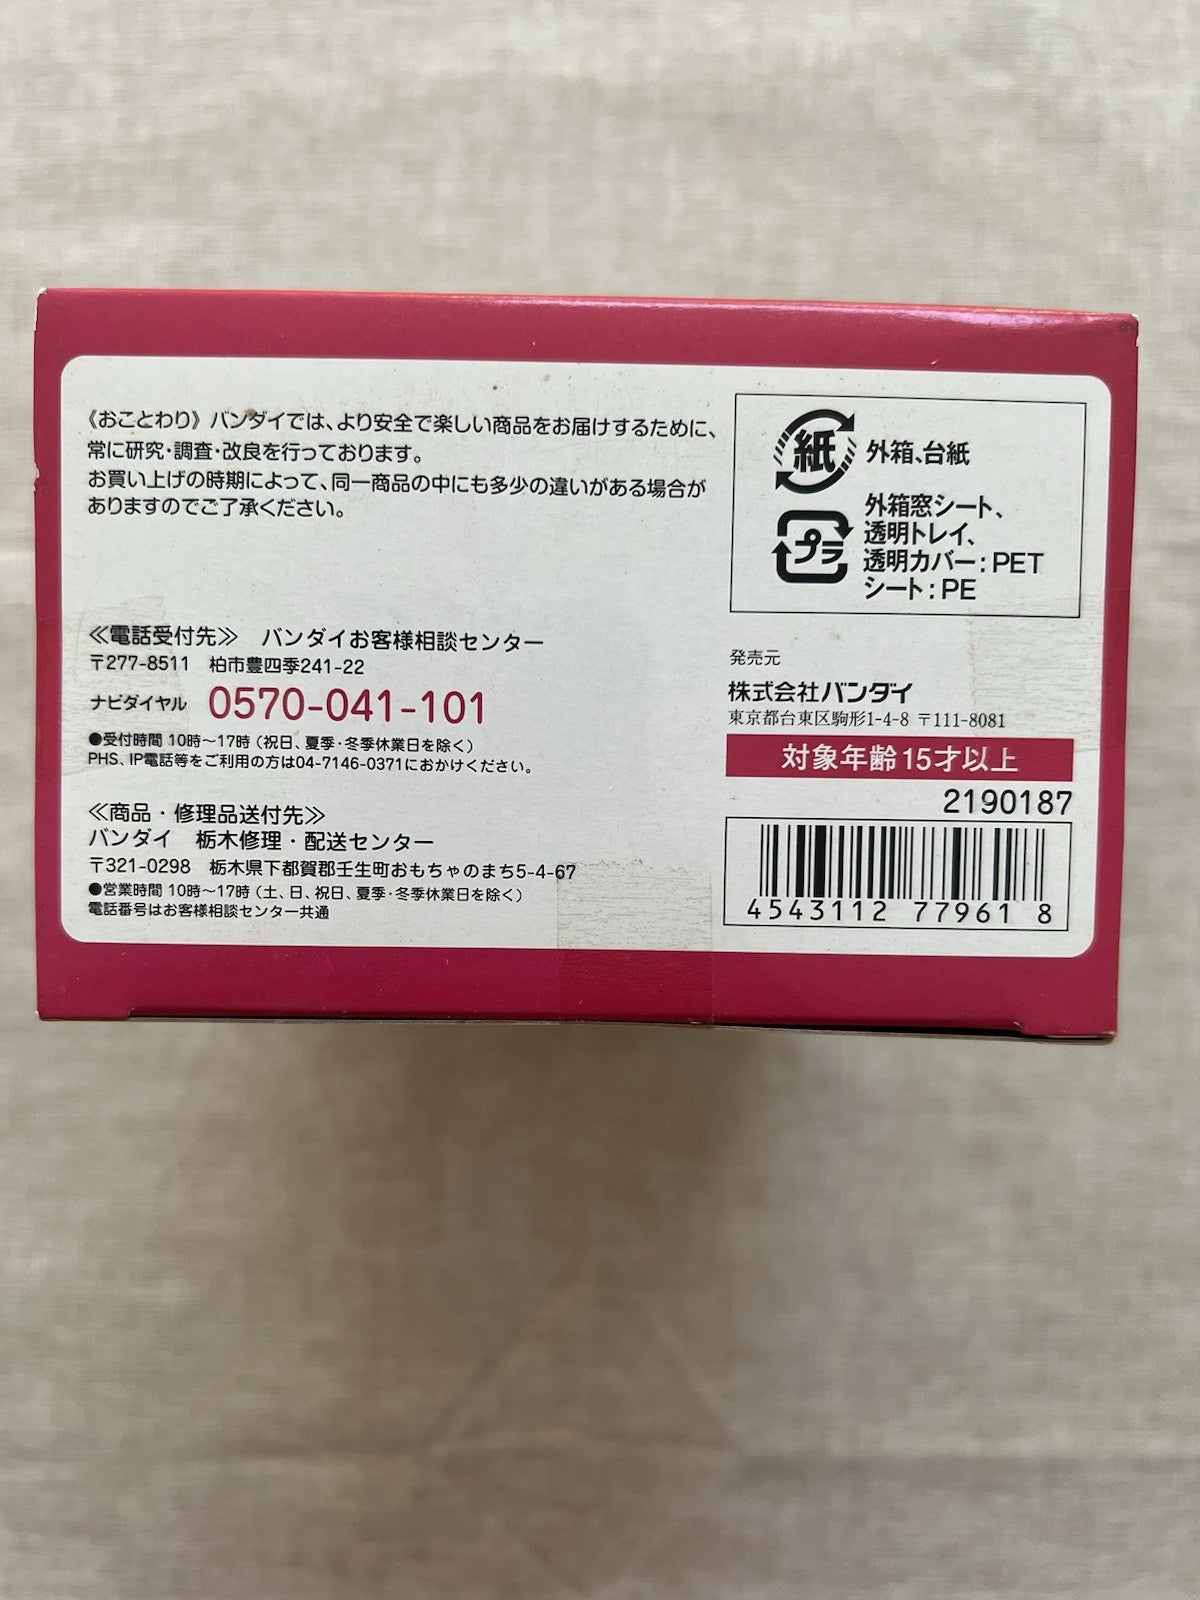 《おことわり》バンダイでは、より安全で楽しい商品をお届けするために、
常に研究・調査・改良を行っております。
お買い上げの時期によって、同一商品の中にも多少の違いがある場合が
ありますのでご了承ください。
≪電話受付先≫ バンダイお客様相談センター
〒277-8511 柏市豊四季241-22
ナビダイヤル 0570-041-101
●受付時間 10時～17時（祝日、夏季・冬季休業日を除く）
PHS、IP電話等をご利用の方は04-7146-0371におかけください。
≪商品・修理品送付先≫
バンダイ 栃木修理・配送センター
〒321-0298 栃木県下都賀郡壬生町おもちゃのまち5-4-67
●営業時間 10時～17時（土、日、祝日、夏季・冬季休業日を除く）
電話番号はお客様相談センター共通
紙 外箱、台紙
プラ 外箱窓シート、
透明トレイ、
透明カバー：PET
シート：PE
発売元
株式会社バンダイ
東京都台東区駒形1-4-8 〒111-8081
対象年齢15才以上
2190187
4543112 77961 8